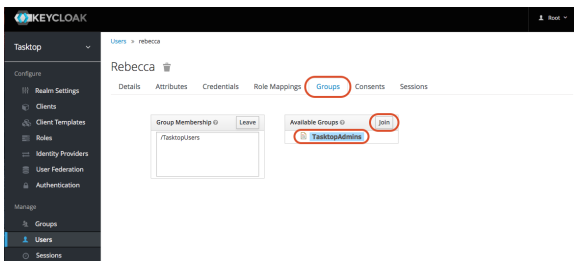 KEYCLOAK
Root
Tasktop
Users » rebecca
Rebecca
Details Attributes Credentials Role Mappings Groups Consents Sessions
Configure
Realm Settings
Clients
Client Templates
Roles
Identity Providers
User Federation
Authentication
Manage
Groups
Users
Sessions
Group Membership Leave
/TasktopUsers
Available Groups Join
TasktopAdmins